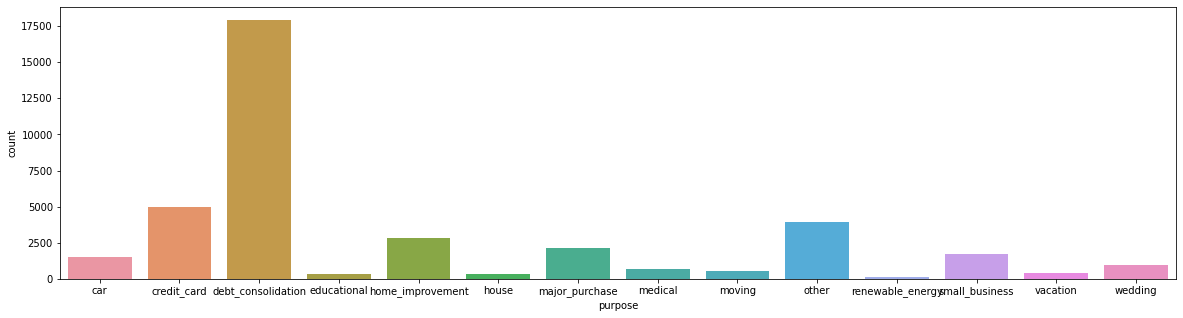 17500
15000
12500
10000
7500
5000
2500
0
count
car credit_card debt_consolidation educational home_improvement house major_purchase medical moving other renewable_energy small_business vacation wedding
purpose